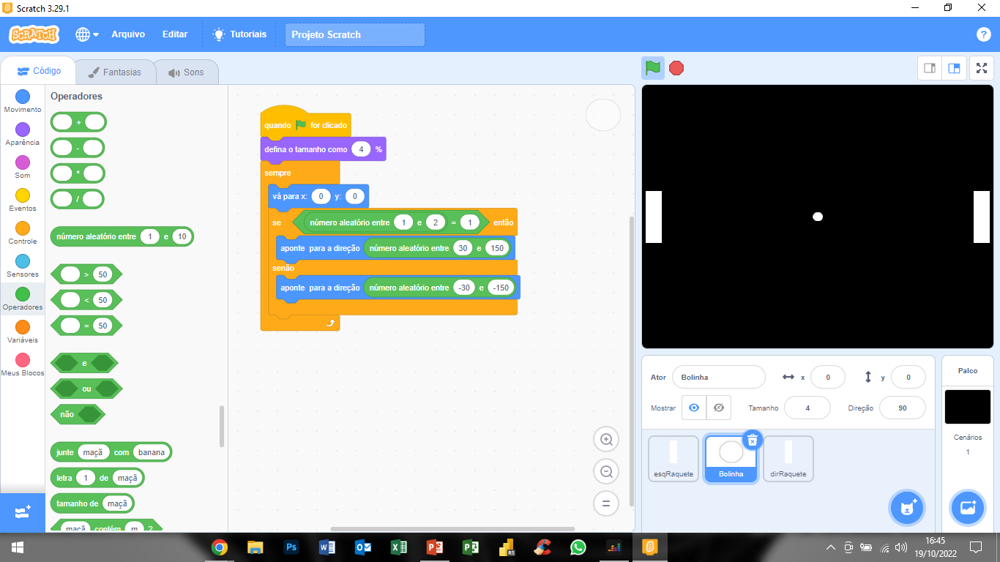 Scratch 3.29.1
SCRATCH
Arquivo
Editar
Tutoriais
Projeto Scratch
?
Código
Fantasias
Sons
Movimento
Aparência
Som
Eventos
Controle
Sensores
Operadores
Variáveis
Meus Blocos
Operadores
+
-
*
/
número aleatório entre 1 e 10
> 50
< 50
= 50
e
ou
não
junte maçã com banana
letra 1 de maçã
tamanho de maçã
maçã contém m ?
quando for clicado
defina o tamanho como 4 %
sempre
vá para x: 0 y: 0
se número aleatório entre 1 e 2 = 1 então
aponte para a direção número aleatório entre 30 e 150
senão
aponte para a direção número aleatório entre -30 e -150
Ator Bolinha x 0 y 0
Mostrar Tamanho 4 Direção 90
esqRaquete
Bolinha
dirRaquete
Palco
Cenários
1
Ps
W
O
X
P
P
RS
16:45
19/10/2022